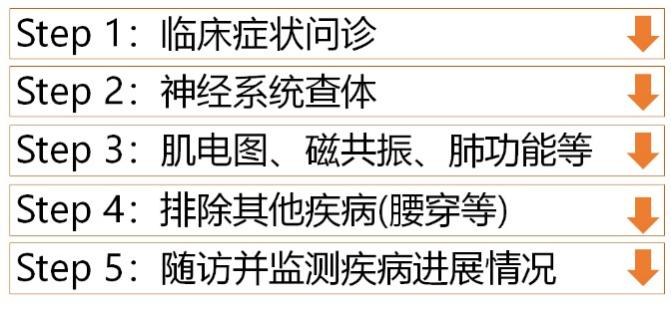 Step 1：临床症状问诊
Step 2：神经系统查体
Step 3：肌电图、磁共振、肺功能等
Step 4：排除其他疾病(腰穿等)
Step 5：随访并监测疾病进展情况